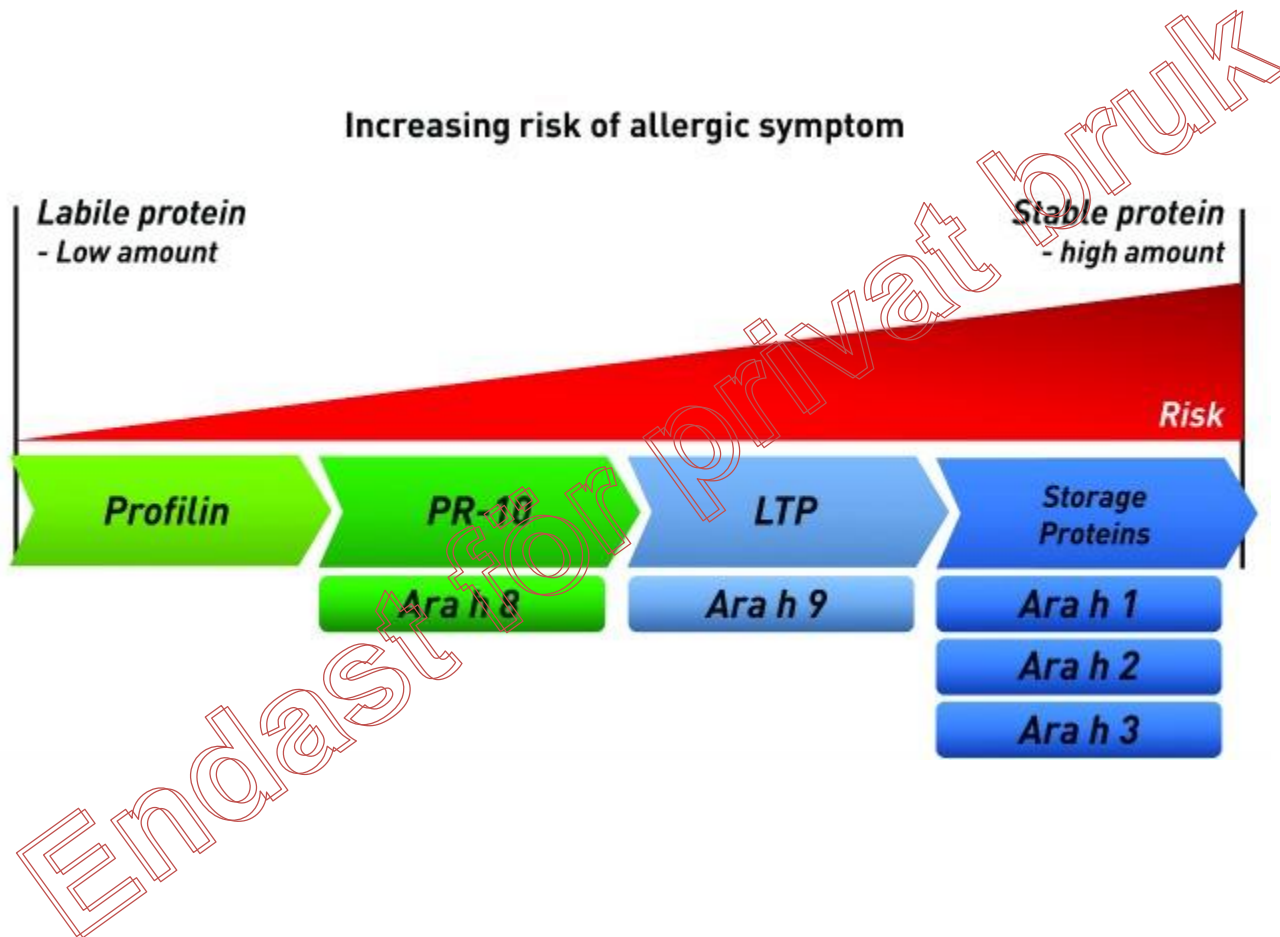 Increasing risk of allergic symptom
Labile protein
- Low amount
Stable protein
- high amount
Risk
Profilin
PR-10
LTP
Storage
Proteins
Ara h 8
Ara h 9
Ara h 1
Ara h 2
Ara h 3
Endast för privat bruk